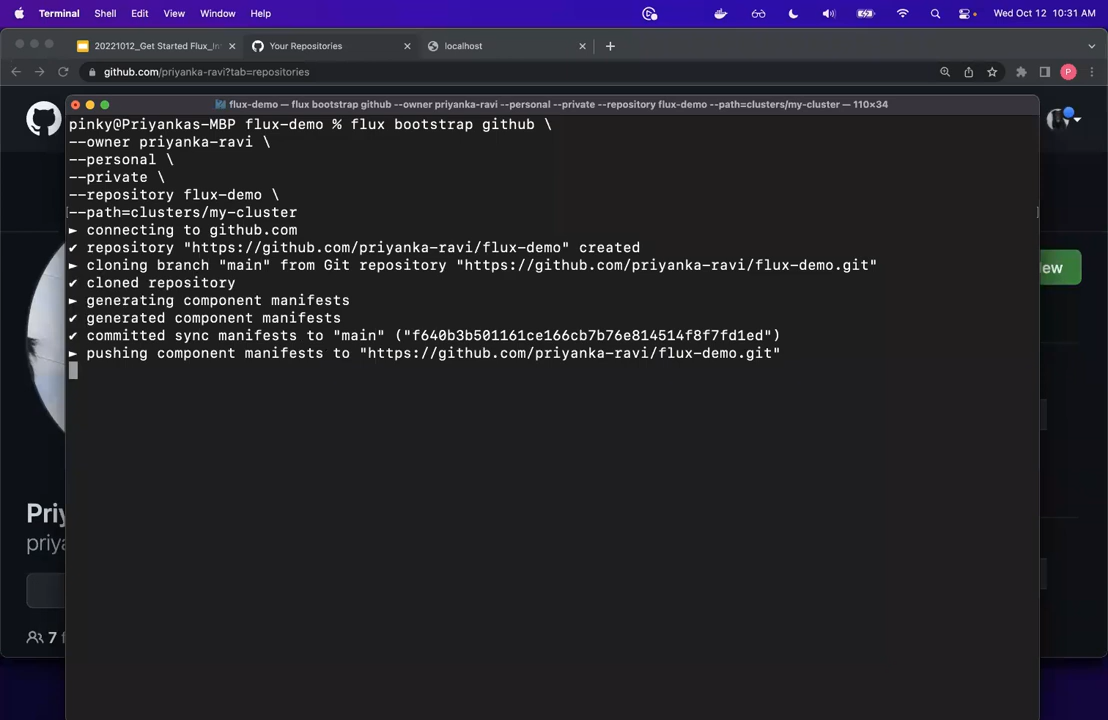 Terminal Shell Edit View Window Help Wed Oct 12 10:31 AM
20221012_Get Started Flux_In Your Repositories localhost
github.com/priyanka-ravi?tab=repositories
flux-demo — flux bootstrap github --owner priyanka-ravi --personal --private --repository flux-demo --path=clusters/my-cluster — 110×34
pinky@Priyankas-MBP flux-demo % flux bootstrap github \
--owner priyanka-ravi \
--personal \
--private \
--repository flux-demo \
[--path=clusters/my-cluster ]
► connecting to github.com
✔ repository "https://github.com/priyanka-ravi/flux-demo" created
► cloning branch "main" from Git repository "https://github.com/priyanka-ravi/flux-demo.git"
✔ cloned repository
► generating component manifests
✔ generated component manifests
✔ committed sync manifests to "main" ("f640b3b501161ce166cb7b76e814514f8f7fd1ed")
► pushing component manifests to "https://github.com/priyanka-ravi/flux-demo.git"
ew
Priy
priya
7 f
P